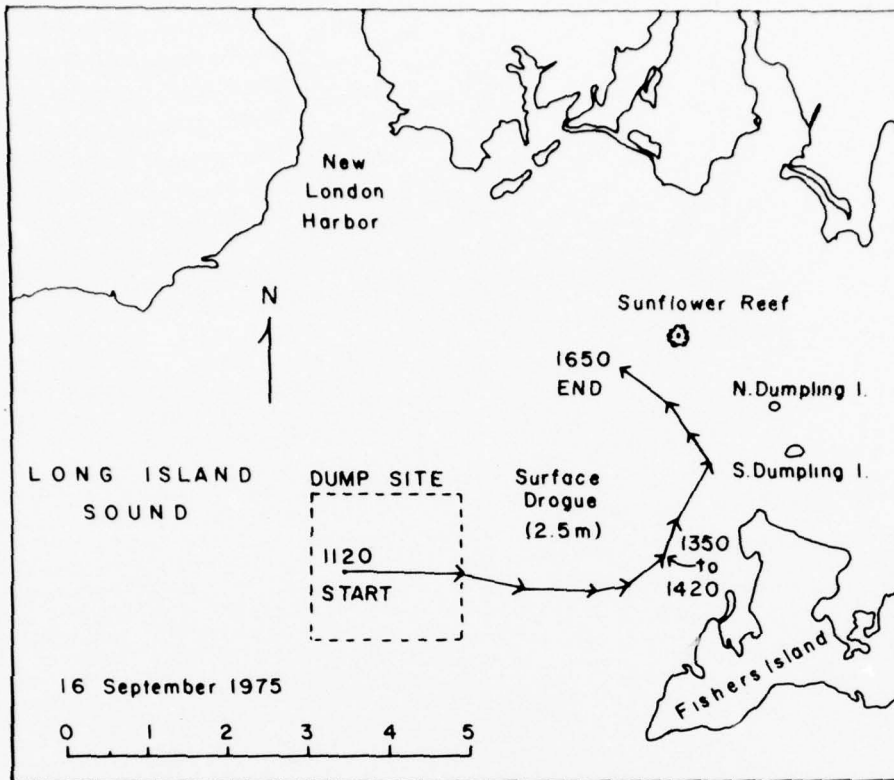 New
London
Harbor
N
Sunflower Reef
1650
END
N. Dumpling I.
S. Dumpling I.
LONG ISLAND
SOUND
DUMP SITE
Surface
Drogue
(2.5m)
1120
START
1350
to
1420
Fishers Island
16 September 1975
0 1 2 3 4 5